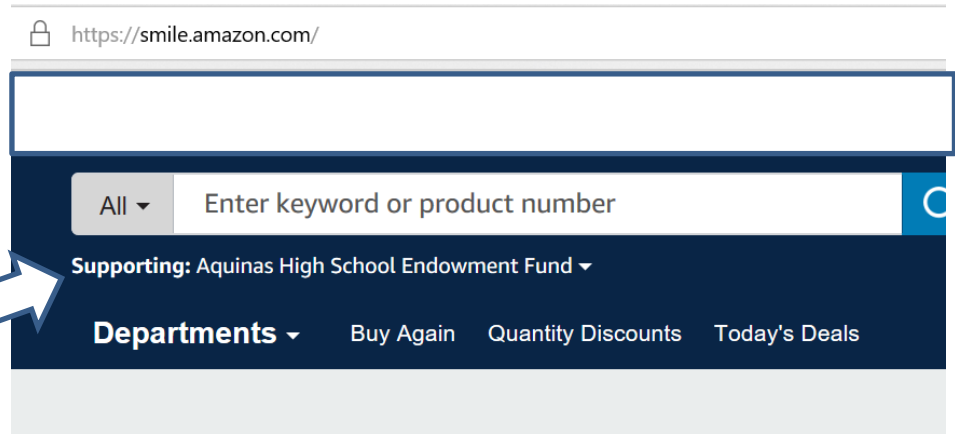 https://smile.amazon.com/
All Enter keyword or product number
Supporting: Aquinas High School Endowment Fund
Departments Buy Again Quantity Discounts Today's Deals